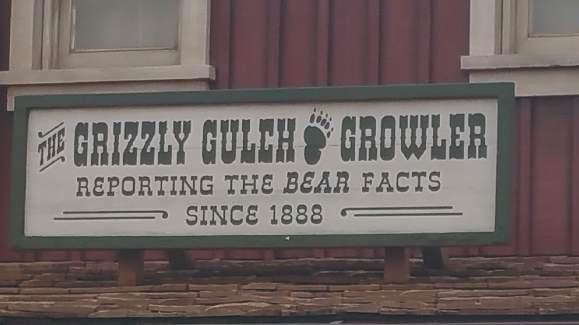 THE GRIZZLY GULCH GROWLER
REPORTING THE BEAR FACTS
SINCE 1888